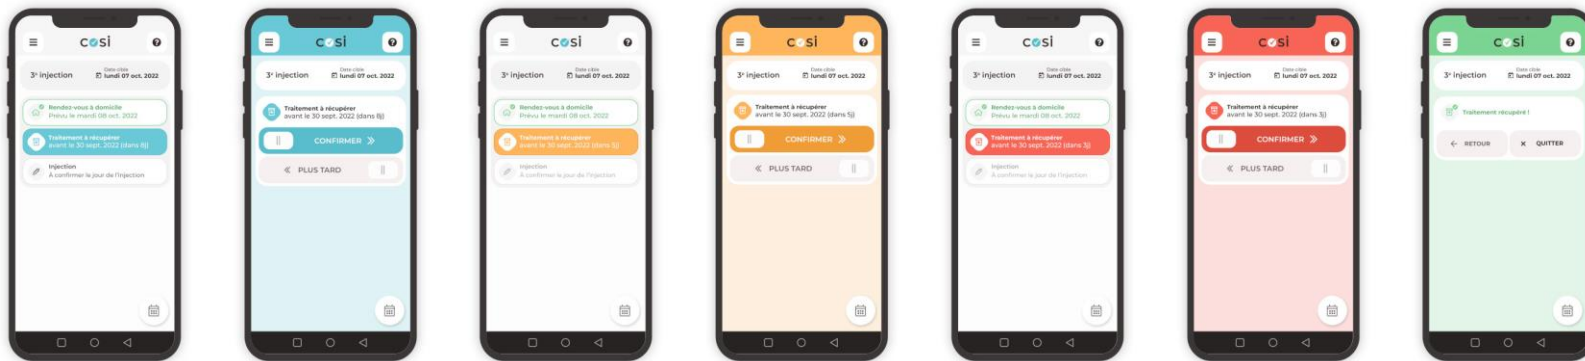 cosi
3ᵉ injection
Date cible
lundi 07 oct. 2022
Rendez-vous à domicile
Prévu le mardi 08 oct. 2022
Traitement à récupérer
avant le 30 sept. 2022 (dans 8j)
Injection
À confirmer le jour de l'injection
cosi
3ᵉ injection
Date cible
lundi 07 oct. 2022
Traitement à récupérer
avant le 30 sept. 2022 (dans 8j)
CONFIRMER
PLUS TARD
cosi
3ᵉ injection
Date cible
lundi 07 oct. 2022
Rendez-vous à domicile
Prévu le mardi 08 oct. 2022
Traitement à récupérer
avant le 30 sept. 2022 (dans 5j)
Injection
À confirmer le jour de l'injection
cosi
3ᵉ injection
Date cible
lundi 07 oct. 2022
Traitement à récupérer
avant le 30 sept. 2022 (dans 5j)
CONFIRMER
PLUS TARD
cosi
3ᵉ injection
Date cible
lundi 07 oct. 2022
Rendez-vous à domicile
Prévu le mardi 08 oct. 2022
Traitement à récupérer
avant le 30 sept. 2022 (dans 3j)
Injection
À confirmer le jour de l'injection
cosi
3ᵉ injection
Date cible
lundi 07 oct. 2022
Traitement à récupérer
avant le 30 sept. 2022 (dans 3j)
CONFIRMER
PLUS TARD
cosi
3ᵉ injection
Date cible
lundi 07 oct. 2022
Traitement récupéré !
RETOUR
QUITTER